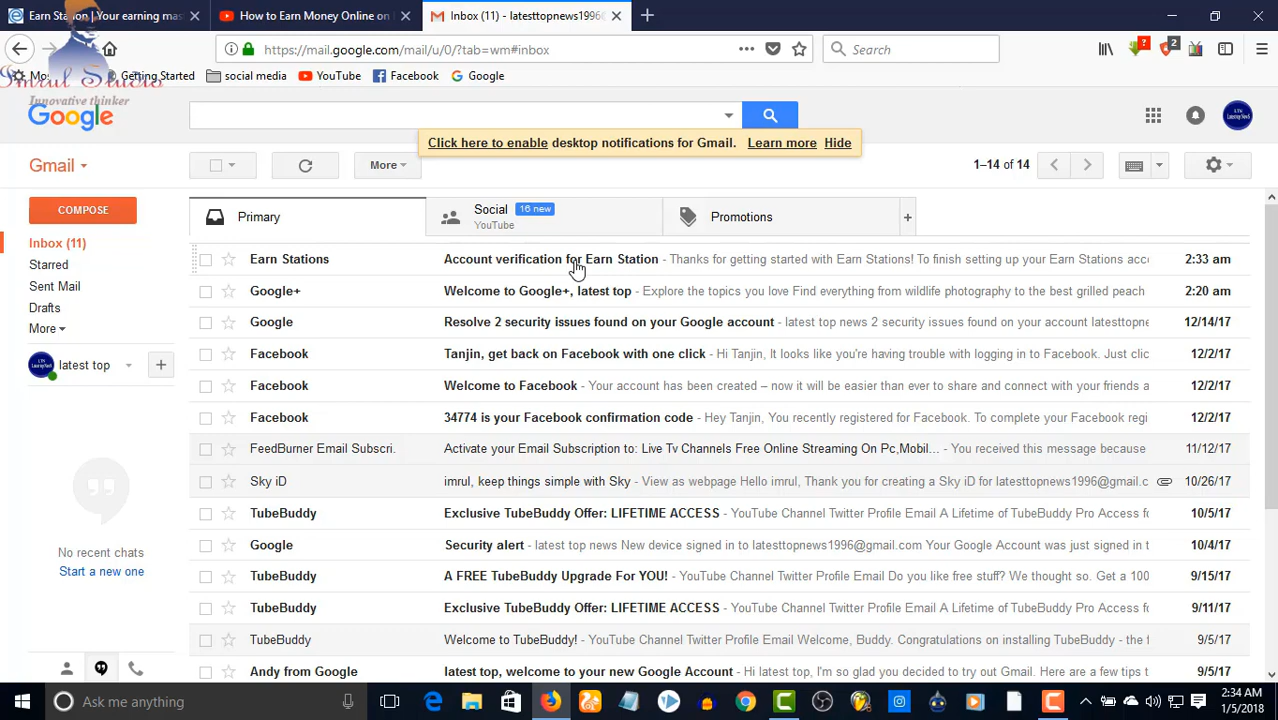 Earn Station | Your earning mas
How to Earn Money Online on
Inbox (11) - latesttopnews1996
https://mail.google.com/mail/u/0/?tab=wm#inbox
Search
Getting Started
social media
YouTube
Facebook
Google
Imrul Studio
Innovative thinker
Google
Click here to enable desktop notifications for Gmail. Learn more Hide
Gmail
More
1–14 of 14
COMPOSE
Primary
Social 16 new
YouTube
Promotions
Inbox (11)
Starred
Sent Mail
Drafts
More
latest top
No recent chats
Start a new one
Earn Stations Account verification for Earn Station - Thanks for getting started with Earn Stations! To finish setting up your Earn Stations acc 2:33 am
Google+ Welcome to Google+, latest top - Explore the topics you love Find everything from wildlife photography to the best grilled peach 2:20 am
Google Resolve 2 security issues found on your Google account - latest top news 2 security issues found on your account latesttopn 12/14/17
Facebook Tanjin, get back on Facebook with one click - Hi Tanjin, It looks like you're having trouble with logging in to Facebook. Just clic 12/2/17
Facebook Welcome to Facebook - Your account has been created – now it will be easier than ever to share and connect with your friends a 12/2/17
Facebook 34774 is your Facebook confirmation code - Hey Tanjin, You recently registered for Facebook. To complete your Facebook regi 12/2/17
FeedBurner Email Subscri. Activate your Email Subscription to: Live Tv Channels Free Online Streaming On Pc,Mobil... - You received this message because 11/12/17
Sky iD imrul, keep things simple with Sky - View as webpage Hello imrul, Thank you for creating a Sky iD for latesttopnews1996@gmail.c 10/26/17
TubeBuddy Exclusive TubeBuddy Offer: LIFETIME ACCESS - YouTube Channel Twitter Profile Email A Lifetime of TubeBuddy Pro Access for 10/5/17
Google Security alert - latest top news New device signed in to latesttopnews1996@gmail.com Your Google Account was just signed in t 10/4/17
TubeBuddy A FREE TubeBuddy Upgrade For YOU! - YouTube Channel Twitter Profile Email Do you like free stuff? We thought so. Get a 100 9/15/17
TubeBuddy Exclusive TubeBuddy Offer: LIFETIME ACCESS - YouTube Channel Twitter Profile Email A Lifetime of TubeBuddy Pro Access for 9/11/17
TubeBuddy Welcome to TubeBuddy! - YouTube Channel Twitter Profile Email Welcome, Buddy. Congratulations on installing TubeBuddy - the f 9/5/17
Andy from Google latest top, welcome to your new Google Account - Hi latest top, I'm so glad you decided to try out Gmail. Here are a few tips t 9/5/17
Ask me anything
2:34 AM
1/5/2018